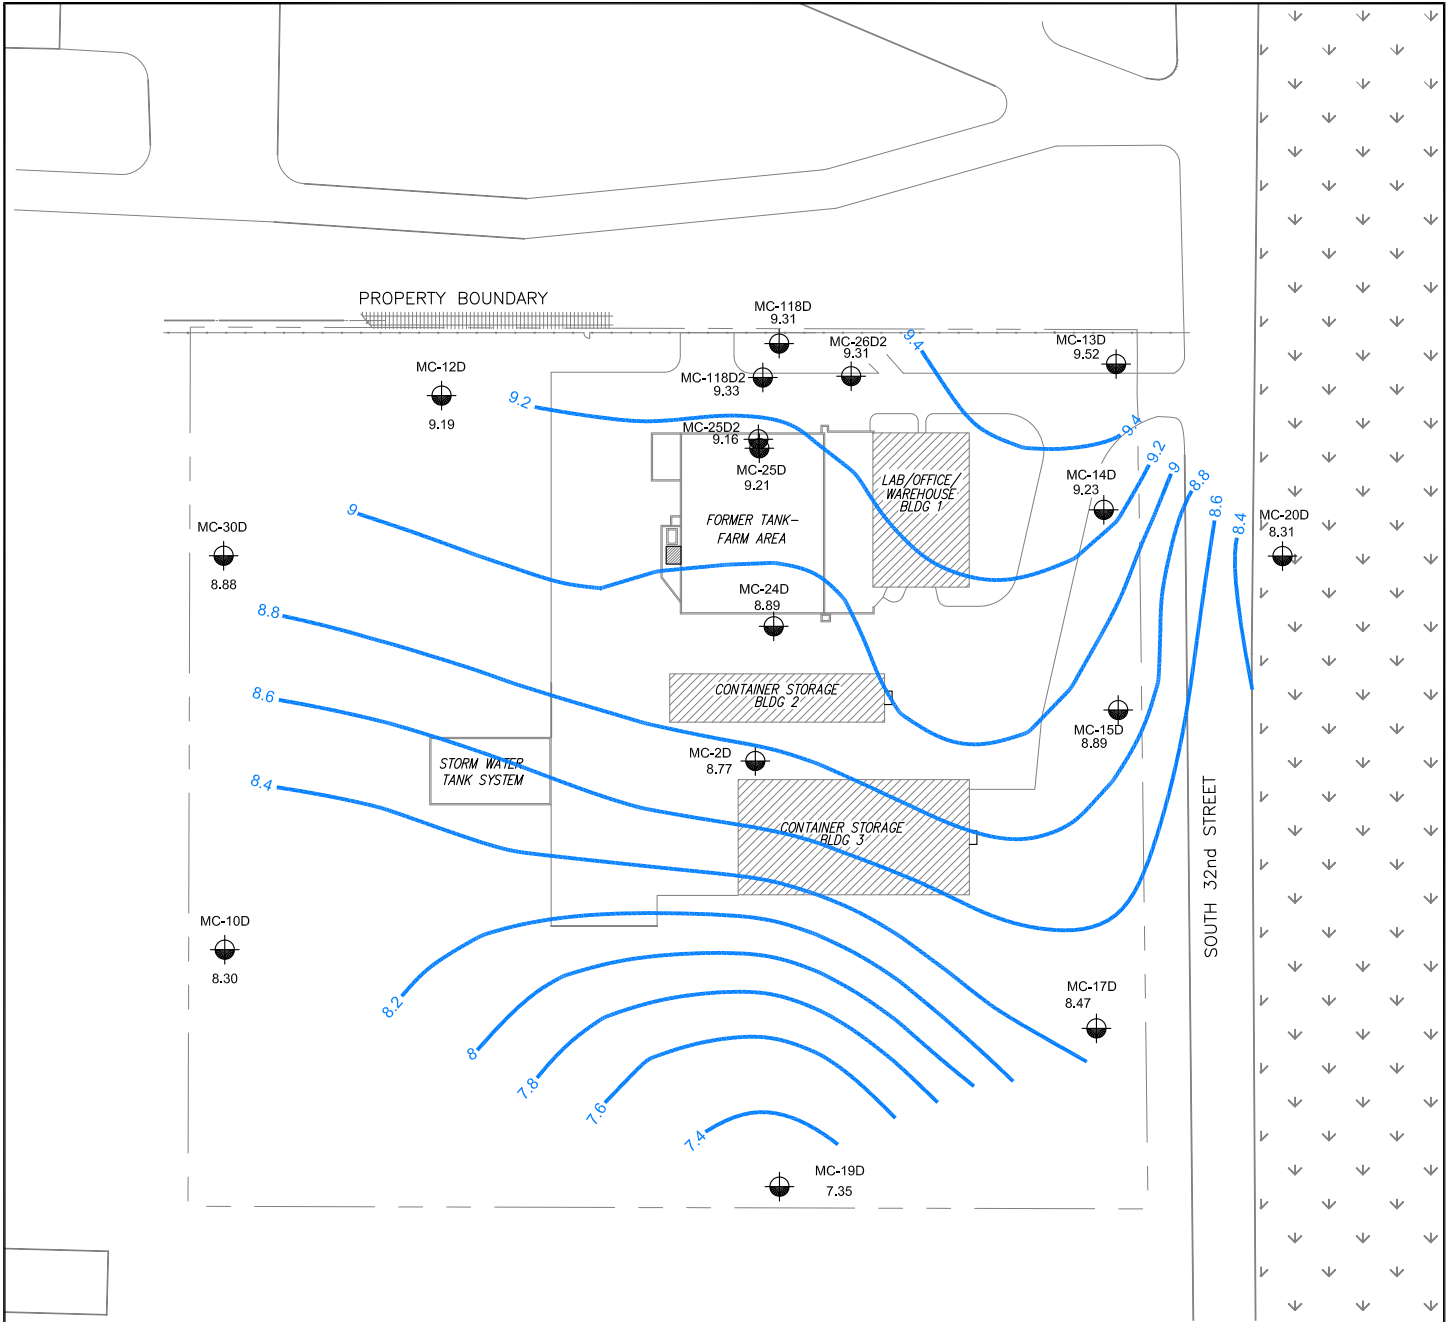 PROPERTY BOUNDARY
MC-118D
9.31
MC-26D2
9.31
MC-13D
9.52
9.4
MC-12D
9.19
MC-118D2
9.33
9.2
MC-25D2
9.16
MC-25D
9.21
9.4
9.2
9
8.8
8.6
8.4
LAB/OFFICE/
WAREHOUSE
BLDG 1
MC-14D
9.23
MC-20D
8.31
9
FORMER TANK-
FARM AREA
MC-30D
8.88
MC-24D
8.89
8.8
8.6
CONTAINER STORAGE
BLDG 2
MC-15D
8.89
MC-2D
8.77
STORM WATER
TANK SYSTEM
8.4
CONTAINER STORAGE
BLDG 3
SOUTH 32nd STREET
MC-10D
8.30
8.2
8
7.8
7.6
7.4
MC-17D
8.47
MC-19D
7.35